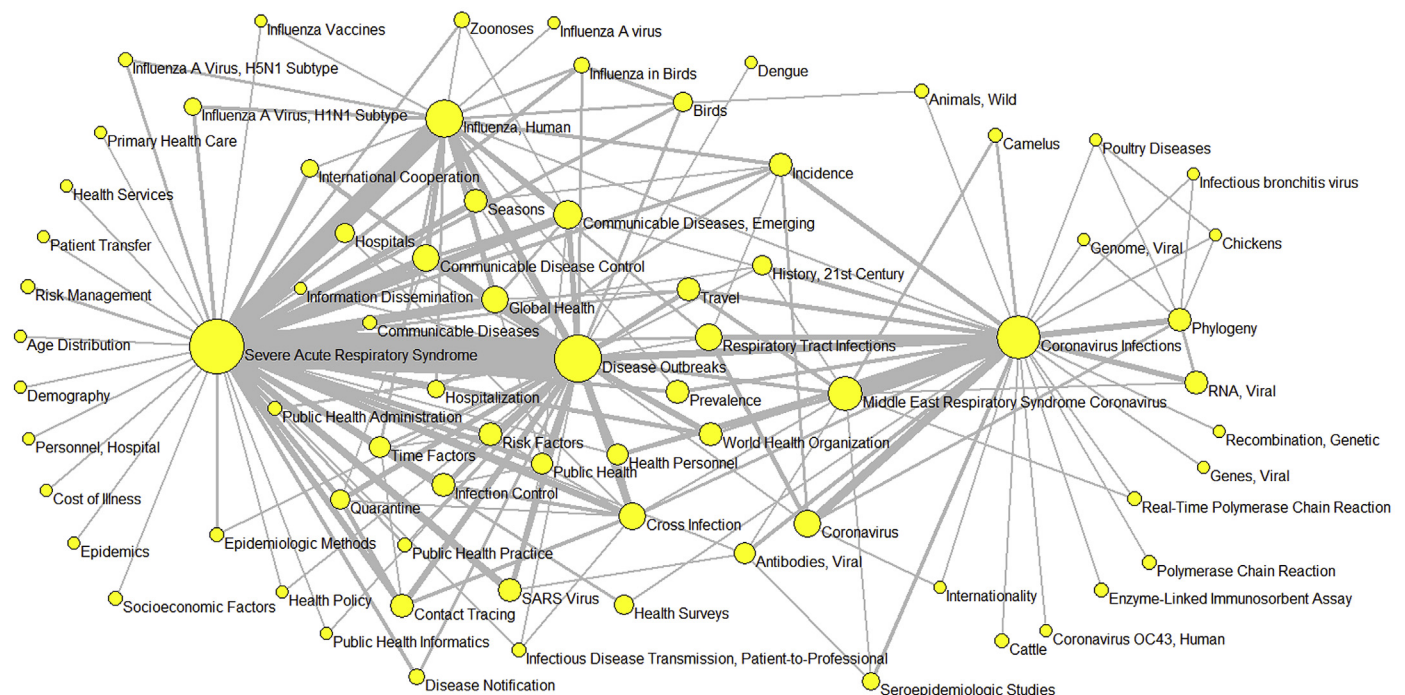 Influenza Vaccines
Zoonoses
Influenza A virus
Influenza A Virus, H5N1 Subtype
Influenza in Birds
Dengue
Influenza A Virus, H1N1 Subtype
Influenza, Human
Birds
Animals, Wild
Primary Health Care
Camelus
Poultry Diseases
International Cooperation
Incidence
Infectious bronchitis virus
Health Services
Seasons
Communicable Diseases, Emerging
Patient Transfer
Hospitals
Genome, Viral
Chickens
Communicable Disease Control
History, 21st Century
Risk Management
Information Dissemination
Global Health
Travel
Phylogeny
Communicable Diseases
Age Distribution
Severe Acute Respiratory Syndrome
Respiratory Tract Infections
Coronavirus Infections
Disease Outbreaks
Demography
Hospitalization
Prevalence
Middle East Respiratory Syndrome Coronavirus
RNA, Viral
Public Health Administration
Personnel, Hospital
Time Factors
Risk Factors
World Health Organization
Recombination, Genetic
Health Personnel
Public Health
Cost of Illness
Quarantine
Infection Control
Genes, Viral
Real-Time Polymerase Chain Reaction
Cross Infection
Coronavirus
Epidemics
Epidemiologic Methods
Public Health Practice
Antibodies, Viral
Polymerase Chain Reaction
Socioeconomic Factors
Health Policy
Contact Tracing
SARS Virus
Health Surveys
Internationality
Enzyme-Linked Immunosorbent Assay
Public Health Informatics
Infectious Disease Transmission, Patient-to-Professional
Cattle
Coronavirus OC43, Human
Disease Notification
Seroepidemiologic Studies